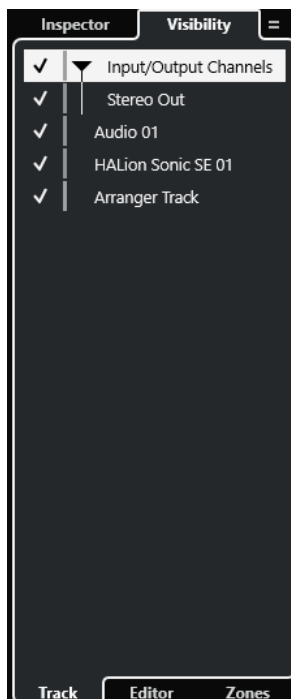 Inspector Visibility
Input/Output Channels
Stereo Out
Audio 01
HALion Sonic SE 01
Arranger Track
Track Editor Zones